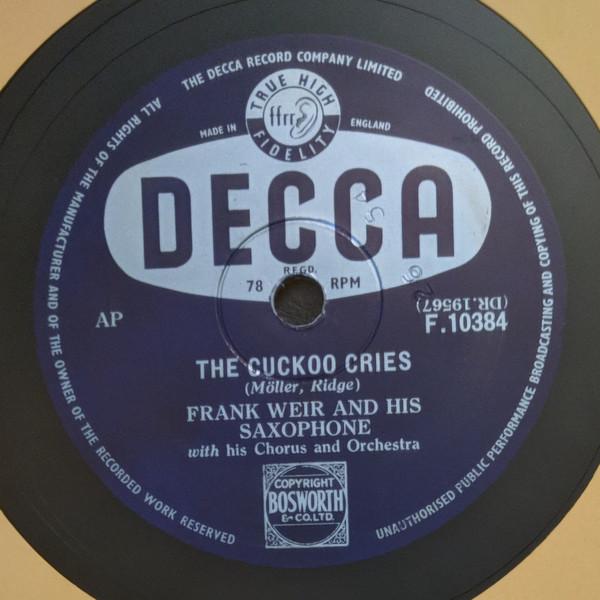 THE DECCA RECORD COMPANY LIMITED
ALL RIGHTS OF THE MANUFACTURER AND OF THE OWNER OF THE RECORDED WORK RESERVED
UNAUTHORISED PUBLIC PERFORMANCE BROADCASTING AND COPYING OF THIS RECORD PROHIBITED
TRUE HIGH
ffrr
FIDELITY
MADE IN ENGLAND
DECCA
REGD.
78 RPM
(DR.19567)
AP F.10384
THE CUCKOO CRIES
(Möller, Ridge)
FRANK WEIR AND HIS
SAXOPHONE
with his Chorus and Orchestra
COPYRIGHT
BOSWORTH
& CO. LTD.